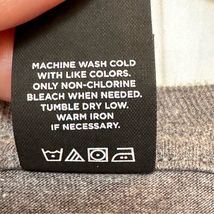 MACHINE WASH COLD
WITH LIKE COLORS.
ONLY NON-CHLORINE
BLEACH WHEN NEEDED.
TUMBLE DRY LOW.
WARM IRON
IF NECESSARY.